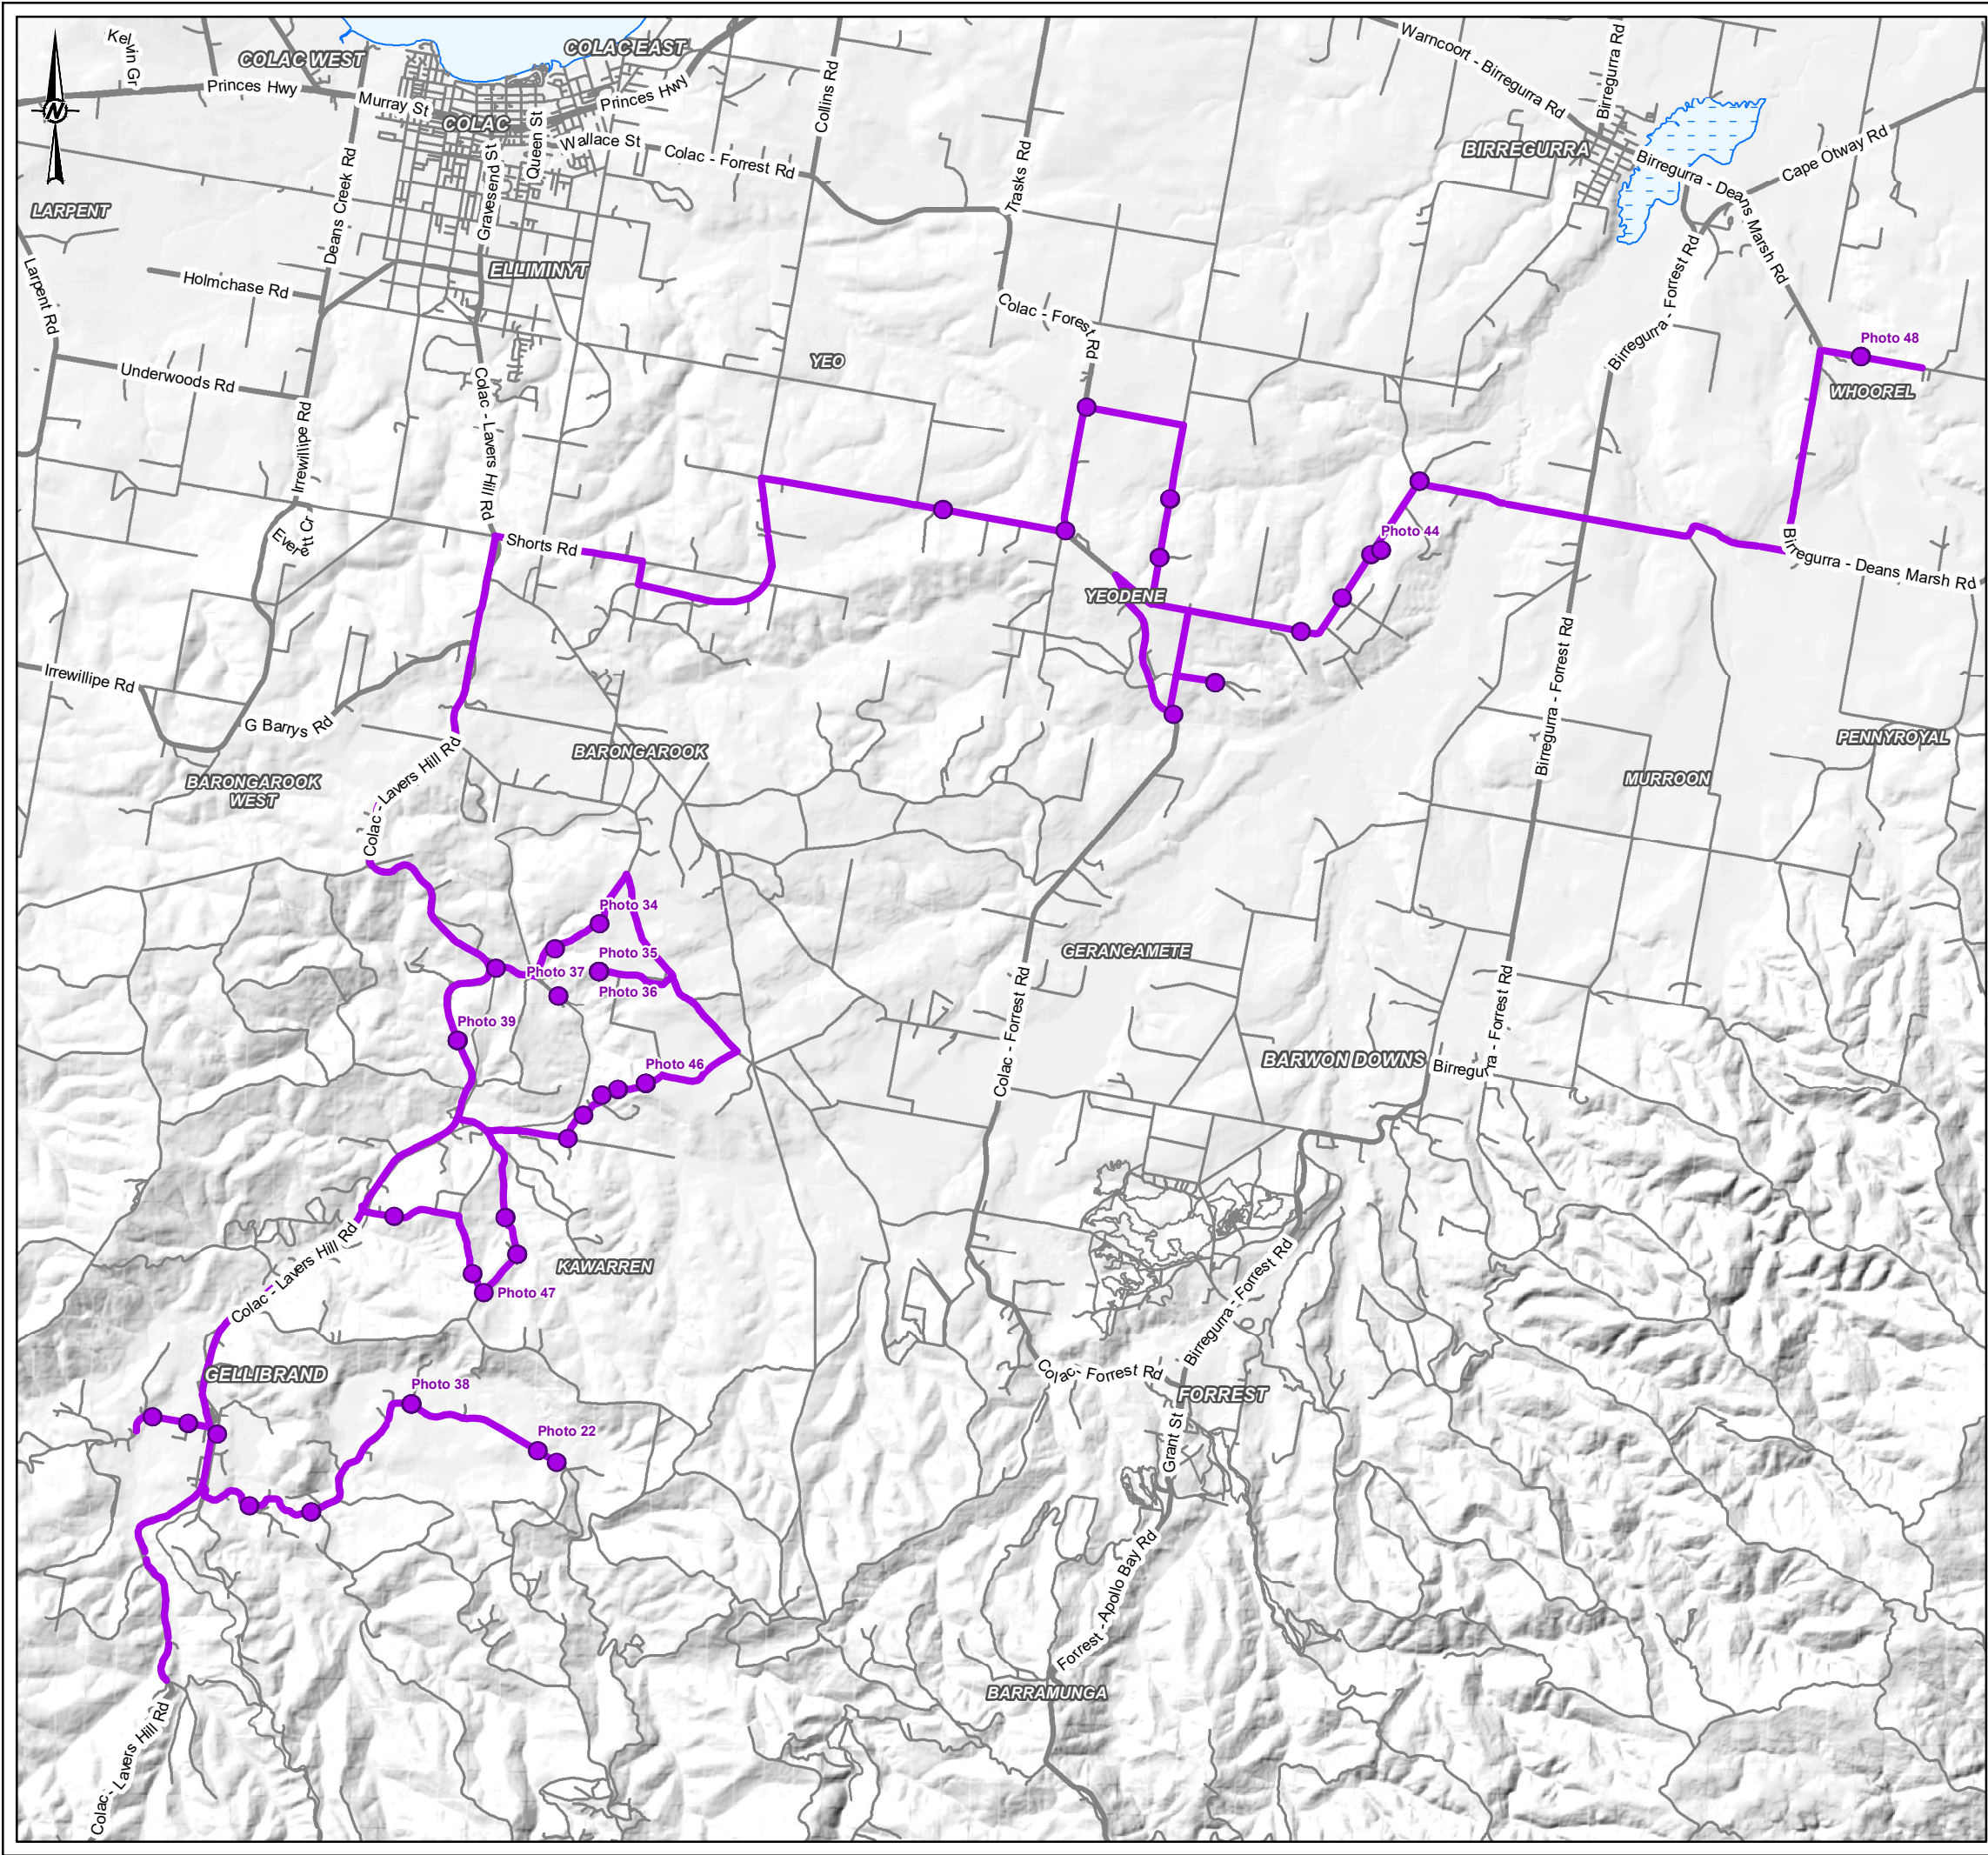 Kelvin Gr
COLAC WEST
COLAC EAST
Princes Hwy
Murray St
Princes Hwy
COLAC
Queen St
Wallace St
Colac - Forrest Rd
Collins Rd
Trasks Rd
Warncoort - Birregurra Rd
Birregurra Rd
BIRREGURRA
Birregurra - Deans Marsh Rd
Cape Otway Rd
LARPENT
Deans Creek Rd
Gravesend St
ELLIMINYT
Larpent Rd
Holmchase Rd
Colac - Forest Rd
Birregurra - Forrest Rd
Photo 48
WHOOREL
YEO
Underwoods Rd
Colac - Lavers Hill Rd
Irrewillipe Rd
Everett Cr
Shorts Rd
Photo 44
Birregurra - Deans Marsh Rd
YEODENE
Irrewillipe Rd
G Barrys Rd
Birregurra - Forrest Rd
BARONGAROOK
PENNYROYAL
MURROON
BARONGAROOK
WEST
Colac - Lavers Hill Rd
Photo 34
Photo 35
Photo 37
Photo 36
GERANGAMETE
Photo 39
Colac - Forrest Rd
Birregurra - Forrest Rd
Photo 46
BARWON DOWNS
KAWARREN
Colac - Lavers Hill Rd
Photo 47
Birregurra - Forrest Rd
GELLIBRAND
Photo 38
Colac - Forrest Rd
FORREST
Photo 22
Grant St
Forrest - Apollo Bay Rd
BARRAMUNGA
Colac - Lavers Hill Rd
N